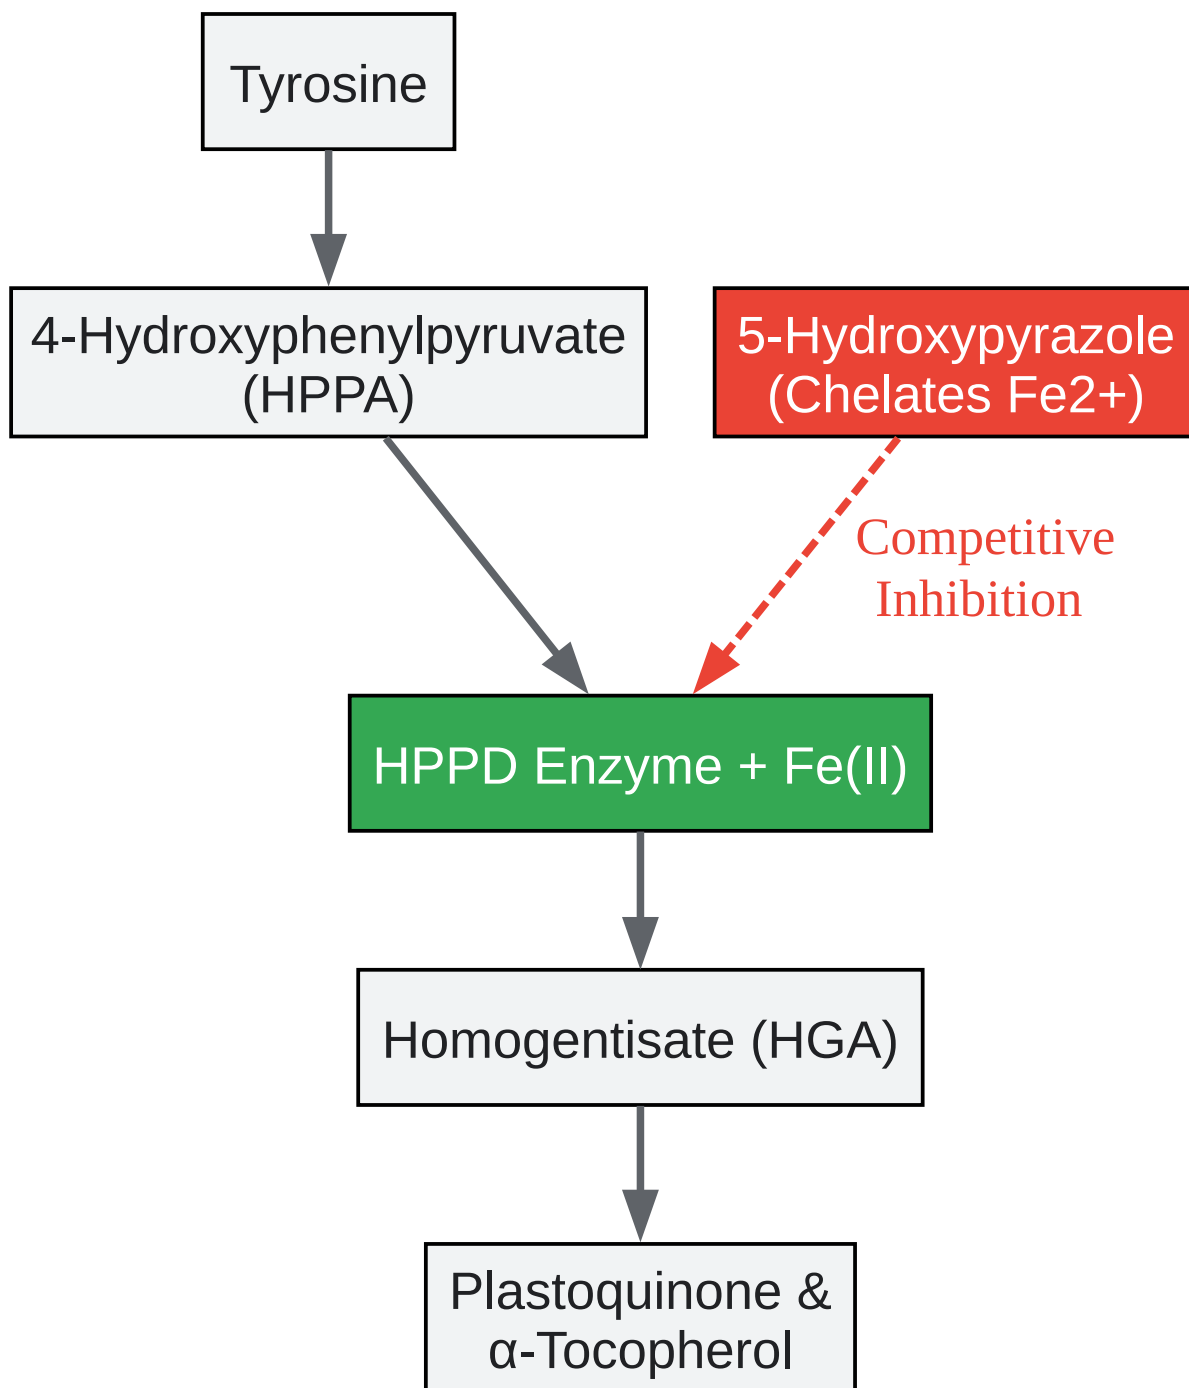 Tyrosine
4-Hydroxyphenylpyruvate
(HPPA)
5-Hydroxypyrazole
(Chelates Fe2+)
Competitive
Inhibition
HPPD Enzyme + Fe(II)
Homogentisate (HGA)
Plastoquinone &
α-Tocopherol